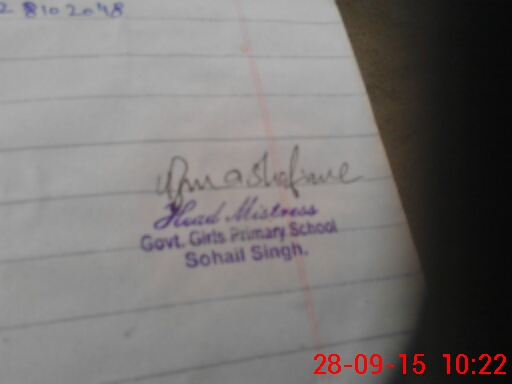 2 8102048
Head Mistress
Govt. Girls Primary School
Sohail Singh.
28-09-15 10:22